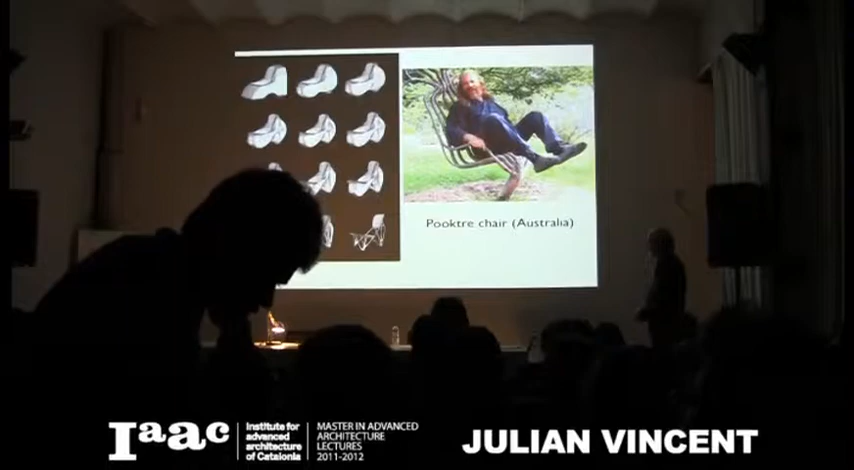 Pooktre chair (Australia)
Iaac
Institute for
advanced
architecture
of Catalonia
MASTER IN ADVANCED
ARCHITECTURE
LECTURES
2011-2012
JULIAN VINCENT